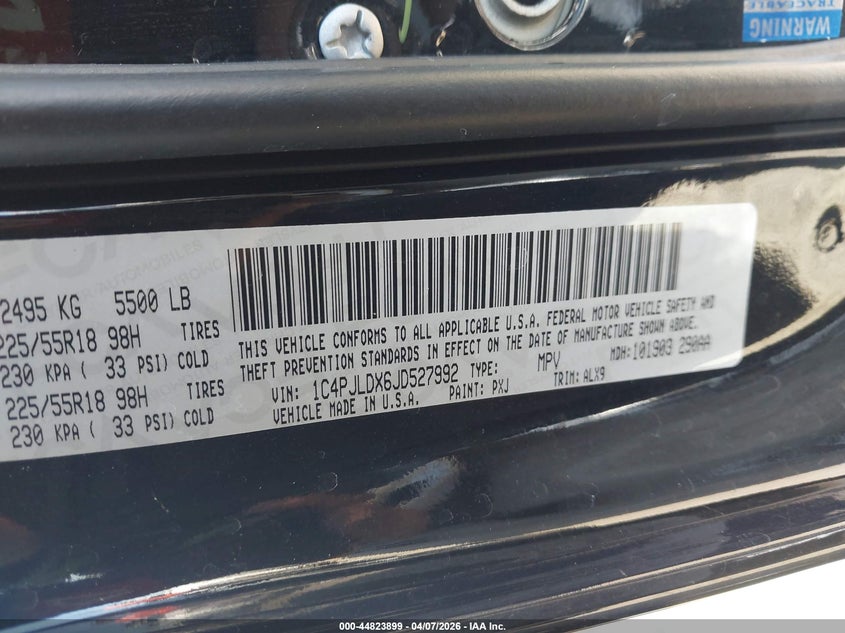 WARNING
TRACEABLE
2495 KG 5500 LB
225/55R18 98H TIRES
230 KPA ( 33 PSI) COLD
225/55R18 98H TIRES
230 KPA ( 33 PSI) COLD
THIS VEHICLE CONFORMS TO ALL APPLICABLE U.S.A. FEDERAL MOTOR VEHICLE SAFETY AND
THEFT PREVENTION STANDARDS IN EFFECT ON THE DATE OF MANUFACTURE SHOWN ABOVE.
VIN: 1C4PJLDX6JD527992 TYPE: MPV MDH:101903 290AA
VEHICLE MADE IN U.S.A. PAINT: PXJ TRIM: ALX9
000-44823899 - 04/07/2026 - IAA Inc.